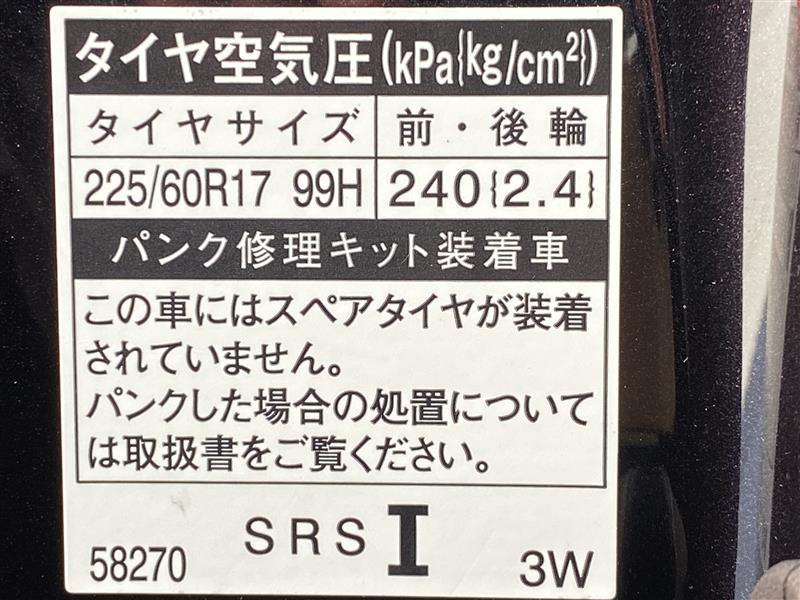 タイヤ空気圧(kPa{kg/cm²})
タイヤサイズ 前・後輪
225/60R17 99H 240{2.4}
パンク修理キット装着車
この車にはスペアタイヤが装着
されていません。
パンクした場合の処置について
は取扱書をご覧ください。
58270 SRS I 3W